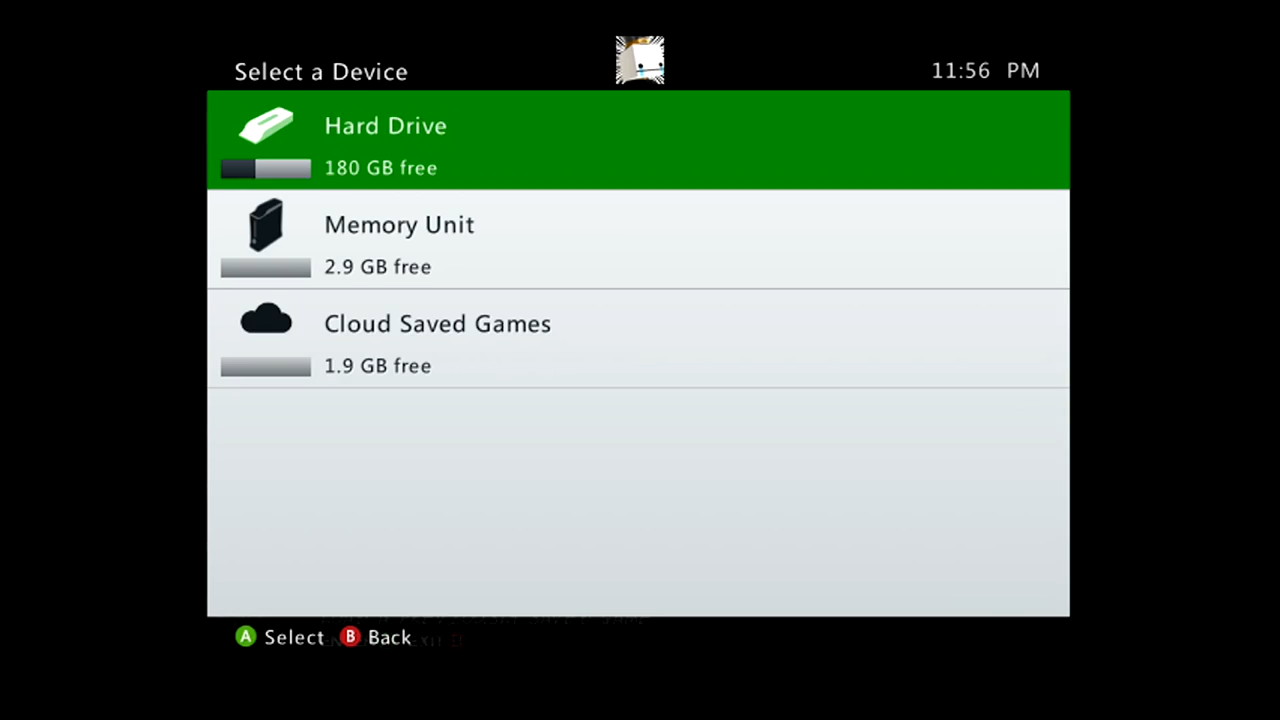 Select a Device
11:56 PM
Hard Drive
180 GB free
Memory Unit
2.9 GB free
Cloud Saved Games
1.9 GB free
A Select B Back